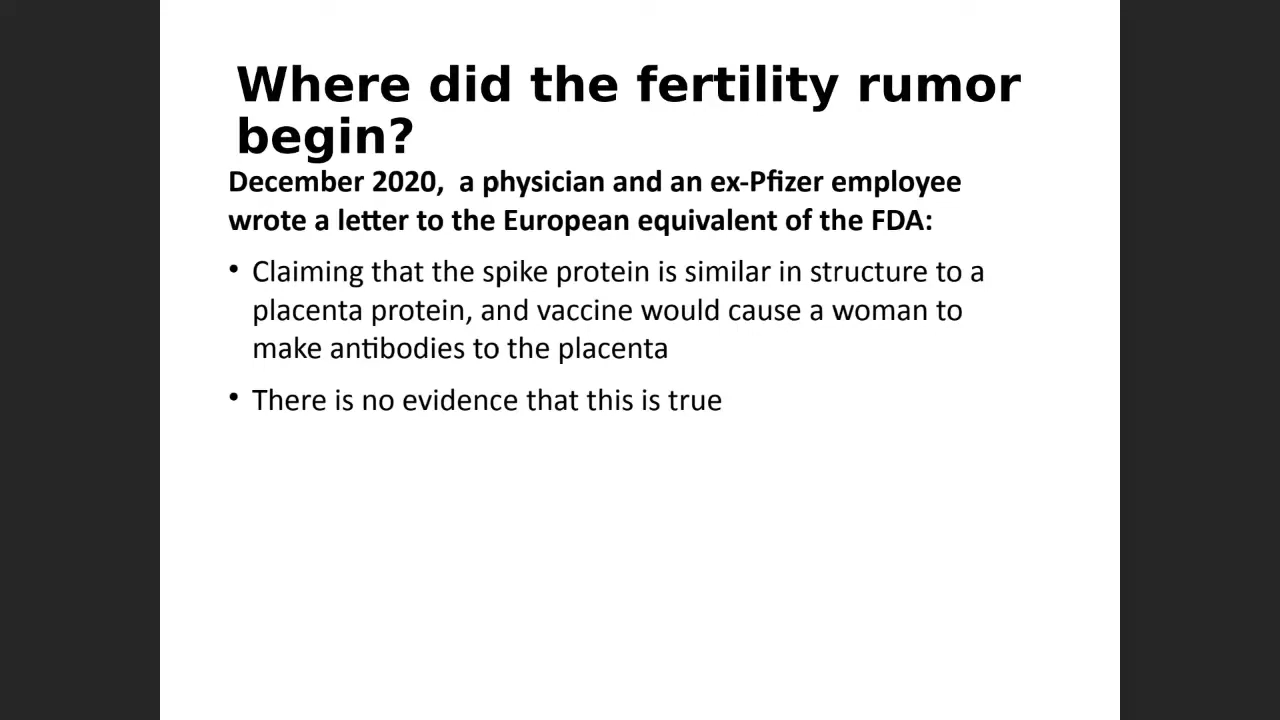 Where did the fertility rumor
begin?
December 2020,  a physician and an ex-Pfizer employee
wrote a letter to the European equivalent of the FDA:
• Claiming that the spike protein is similar in structure to a
placenta protein, and vaccine would cause a woman to
make antibodies to the placenta
• There is no evidence that this is true